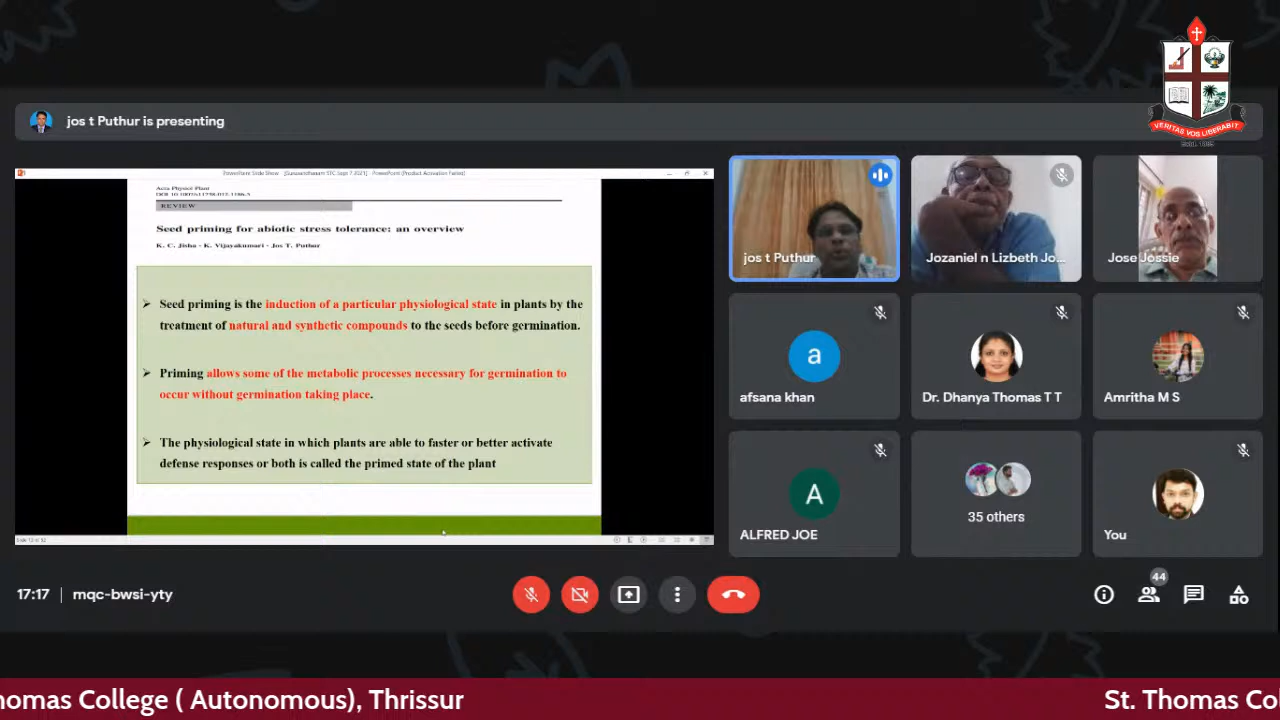 jos t Puthur is presenting
Acta Physiol Plant
REVIEW
Seed priming for abiotic stress tolerance: an overview
K. C. Jisha · K. Vijayakumari · Jos T. Puthur
Seed priming is the induction of a particular physiological state in plants by the
treatment of natural and synthetic compounds to the seeds before germination.
Priming allows some of the metabolic processes necessary for germination to
occur without germination taking place.
The physiological state in which plants are able to faster or better activate
defense responses or both is called the primed state of the plant
jos t Puthur
Jozaniel n Lizbeth Jo...
Jose Jossie
a
afsana khan
Dr. Dhanya Thomas T T
Amritha M S
A
ALFRED JOE
35 others
You
17:17 | mqc-bwsi-yty
44
VERITAS VOS LIBERABIT
homas College ( Autonomous), Thrissur
St. Thomas Col